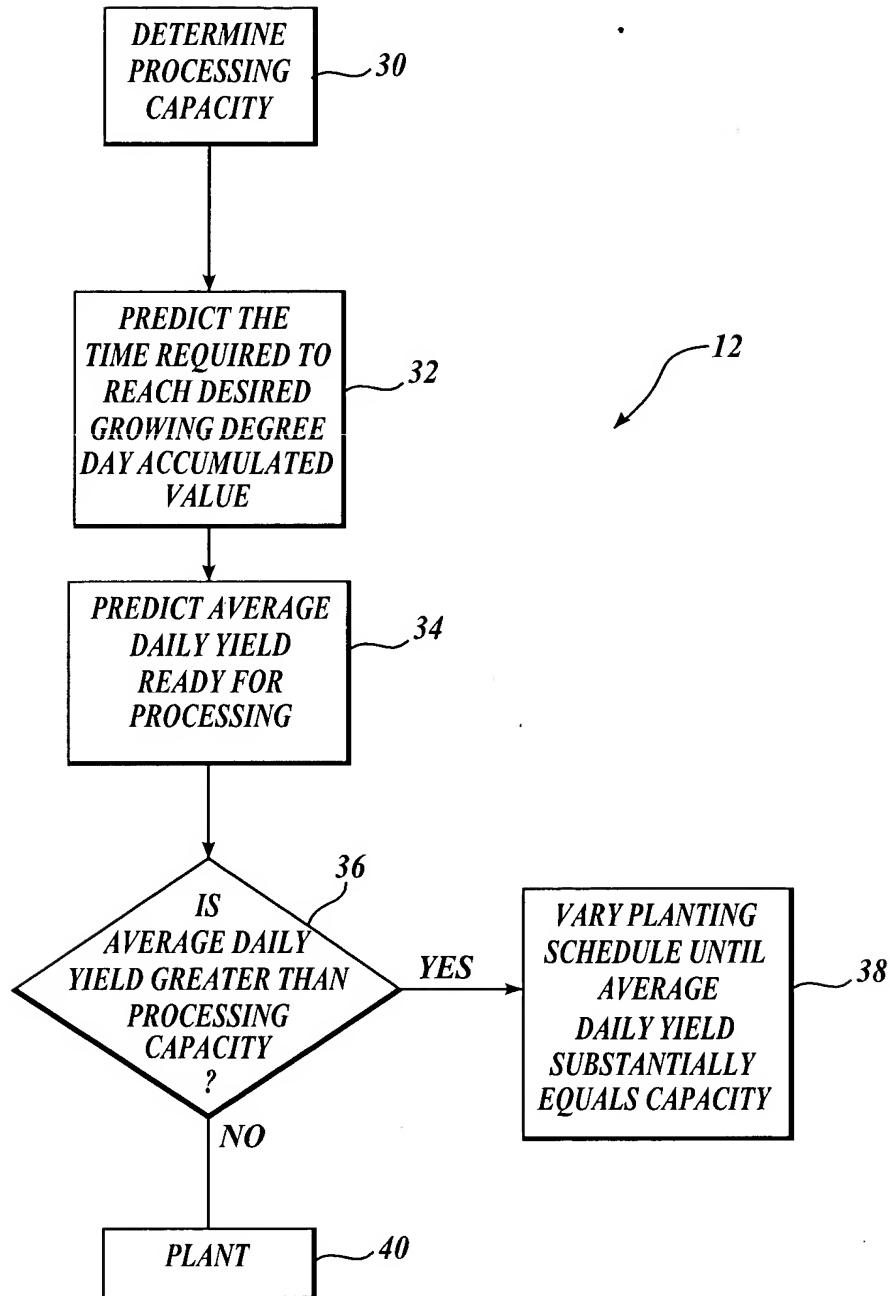 DETERMINE
PROCESSING
CAPACITY
30
PREDICT THE
TIME REQUIRED TO
REACH DESIRED
GROWING DEGREE
DAY ACCUMULATED
VALUE
32
12
PREDICT AVERAGE
DAILY YIELD
READY FOR
PROCESSING
34
IS
AVERAGE DAILY
YIELD GREATER THAN
PROCESSING
CAPACITY
?
36
YES
VARY PLANTING
SCHEDULE UNTIL
AVERAGE
DAILY YIELD
SUBSTANTIALLY
EQUALS CAPACITY
38
NO
PLANT
40